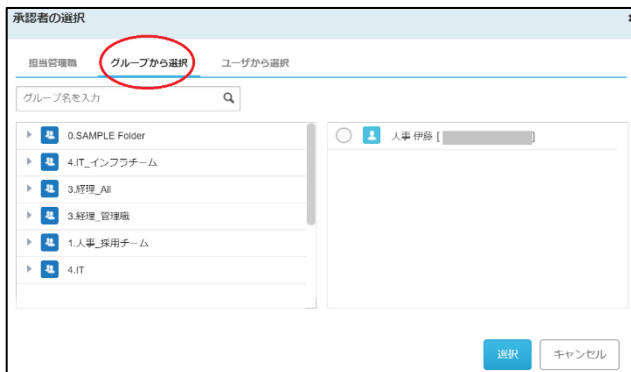 承認者の選択
担当管理職 グループから選択 ユーザから選択
グループ名を入力
0.SAMPLE Folder
4.IT_インフラチーム
3.経理_All
3.経理_管理職
1.人事_採用チーム
4.IT
人事 伊藤 [ ]
選択 キャンセル